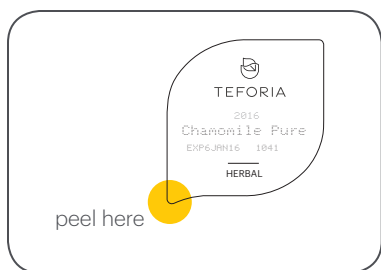 TEFORIA
2016
Chamomile Pure
EXP6JAN16 1041
HERBAL
peel here